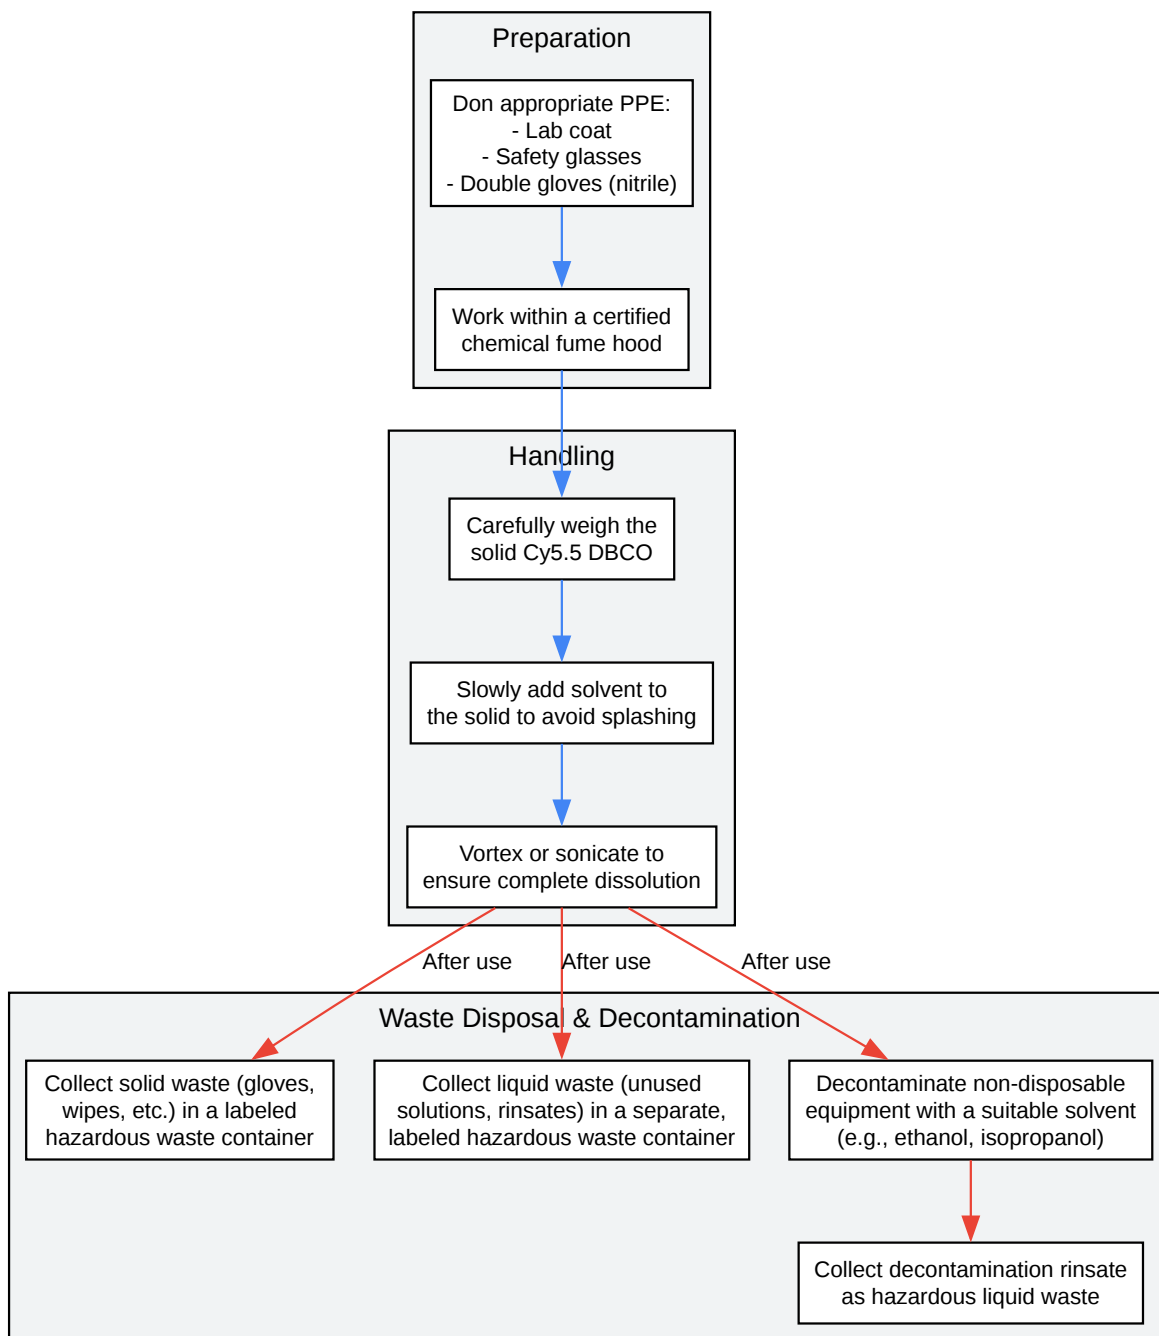 Preparation
Don appropriate PPE:
- Lab coat
- Safety glasses
- Double gloves (nitrile)
Work within a certified
chemical fume hood
Handling
Carefully weigh the
solid Cy5.5 DBCO
Slowly add solvent to
the solid to avoid splashing
Vortex or sonicate to
ensure complete dissolution
After use
After use
After use
Waste Disposal & Decontamination
Collect solid waste (gloves,
wipes, etc.) in a labeled
hazardous waste container
Collect liquid waste (unused
solutions, rinsates) in a separate,
labeled hazardous waste container
Decontaminate non-disposable
equipment with a suitable solvent
(e.g., ethanol, isopropanol)
Collect decontamination rinsate
as hazardous liquid waste